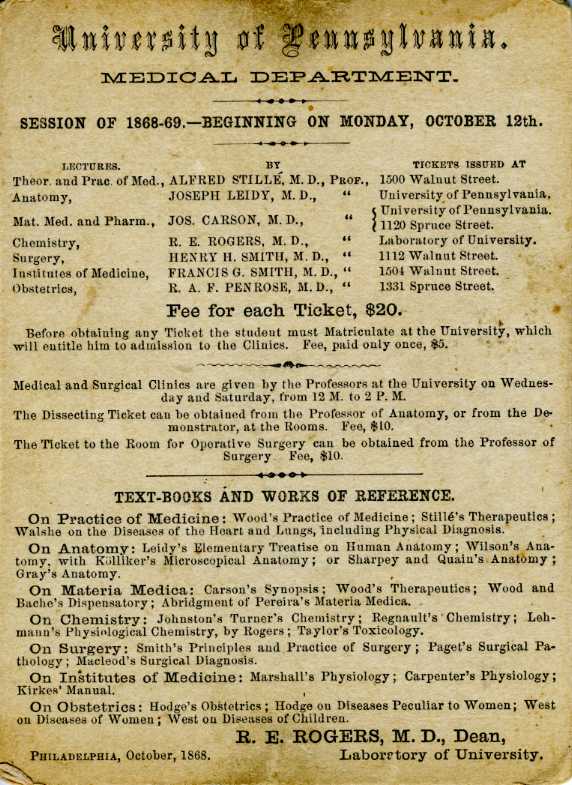 University of Pennsylvania.
MEDICAL DEPARTMENT.
SESSION OF 1868-69.—BEGINNING ON MONDAY, OCTOBER 12th.
LECTURES. BY TICKETS ISSUED AT
Theor. and Prac. of Med., ALFRED STILLÉ, M. D., PROF., 1500 Walnut Street.
Anatomy, JOSEPH LEIDY, M. D., “ University of Pennsylvania.
Mat. Med. and Pharm., JOS. CARSON, M. D., “ { University of Pennsylvania.
1120 Spruce Street.
Chemistry, R. E. ROGERS, M. D., “ Laboratory of University.
Surgery, HENRY H. SMITH, M. D., “ 1112 Walnut Street.
Institutes of Medicine, FRANCIS G. SMITH, M. D., “ 1504 Walnut Street.
Obstetrics, R. A. F. PENROSE, M. D., “ 1331 Spruce Street.
Fee for each Ticket, $20.
Before obtaining any Ticket the student must Matriculate at the University, which
will entitle him to admission to the Clinics. Fee, paid only once, $5.
Medical and Surgical Clinics are given by the Professors at the University on Wednes-
day and Saturday, from 12 M. to 2 P. M.
The Dissecting Ticket can be obtained from the Professor of Anatomy, or from the De-
monstrator, at the Rooms. Fee, $10.
The Ticket to the Room for Operative Surgery can be obtained from the Professor of
Surgery Fee, $10.
TEXT-BOOKS AND WORKS OF REFERENCE.
On Practice of Medicine: Wood's Practice of Medicine; Stillé's Therapeutics;
Walshe on the Diseases of the Heart and Lungs, including Physical Diagnosis.
On Anatomy: Leidy's Elementary Treatise on Human Anatomy; Wilson's Ana-
tomy, with Kölliker's Microscopical Anatomy; or Sharpey and Quain's Anatomy;
Gray's Anatomy.
On Materia Medica: Carson's Synopsis; Wood's Therapeutics; Wood and
Bache's Dispensatory; Abridgment of Pereira's Materia Medica.
On Chemistry: Johnston's Turner's Chemistry; Regnault's Chemistry; Leh-
mann's Physiological Chemistry, by Rogers; Taylor's Toxicology.
On Surgery: Smith's Principles and Practice of Surgery; Paget's Surgical Pa-
thology; Macleod's Surgical Diagnosis.
On Institutes of Medicine: Marshall's Physiology; Carpenter's Physiology;
Kirkes' Manual.
On Obstetrics: Hodge's Obstetrics; Hodge on Diseases Peculiar to Women; West
on Diseases of Women; West on Diseases of Children.
R. E. ROGERS, M. D., Dean,
PHILADELPHIA, October, 1868. Laboratory of University.